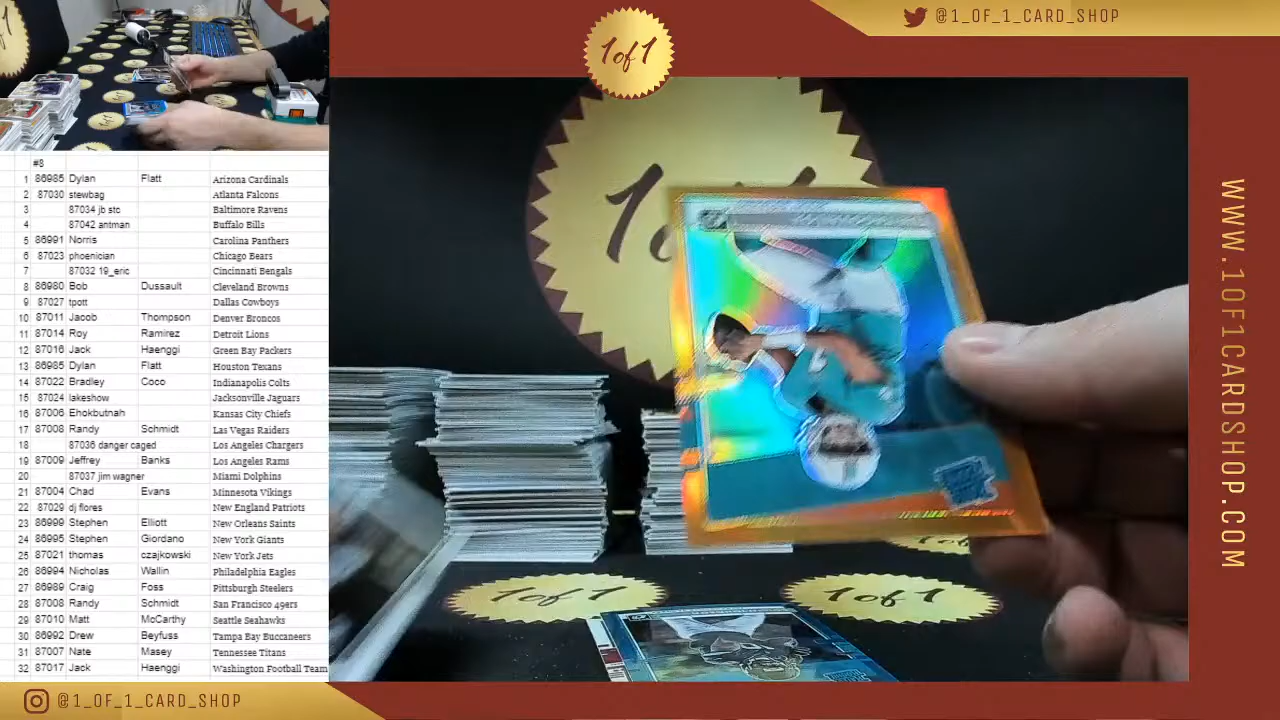 1of1
@1_OF_1_CARD_SHOP
#8
1 86985 Dylan Flatt Arizona Cardinals
2 87030 stewbag Atlanta Falcons
3 87034 jb stc Baltimore Ravens
4 87042 antman Buffalo Bills
5 86991 Norris Carolina Panthers
6 87023 phoenician Chicago Bears
7 87032 19_eric Cincinnati Bengals
8 86980 Bob Dussault Cleveland Browns
9 87027 tpott Dallas Cowboys
10 87011 Jacob Thompson Denver Broncos
11 87014 Roy Ramirez Detroit Lions
12 87016 Jack Haenggi Green Bay Packers
13 86985 Dylan Flatt Houston Texans
14 87022 Bradley Coco Indianapolis Colts
15 87024 lakeshow Jacksonville Jaguars
16 87006 Ehokbutnah Kansas City Chiefs
17 87008 Randy Schmidt Las Vegas Raiders
18 87036 danger caged Los Angeles Chargers
19 87009 Jeffrey Banks Los Angeles Rams
20 87037 jim wagner Miami Dolphins
21 87004 Chad Evans Minnesota Vikings
22 87029 dj flores New England Patriots
23 86999 Stephen Elliott New Orleans Saints
24 86995 Stephen Giordano New York Giants
25 87021 thomas czajkowski New York Jets
26 86994 Nicholas Wallin Philadelphia Eagles
27 86989 Craig Foss Pittsburgh Steelers
28 87008 Randy Schmidt San Francisco 49ers
29 87010 Matt McCarthy Seattle Seahawks
30 86992 Drew Beyfuss Tampa Bay Buccaneers
31 87007 Nate Masey Tennessee Titans
32 87017 Jack Haenggi Washington Football Team
1of1
1of1
WWW.1OF1CARDSHOP.COM
@1_OF_1_CARD_SHOP